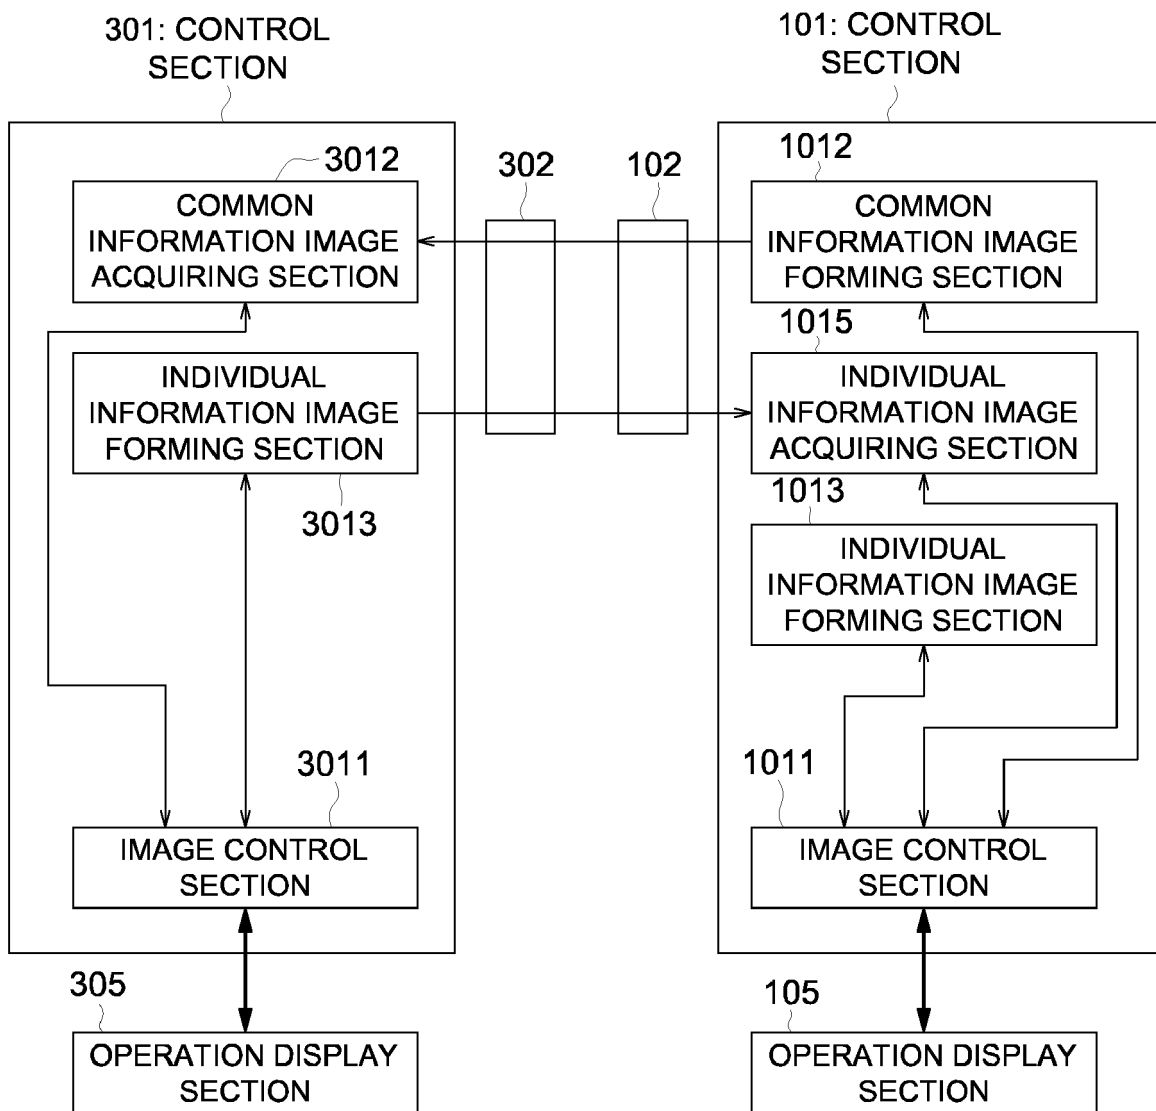 301: CONTROL
SECTION
101: CONTROL
SECTION
3012
COMMON
INFORMATION IMAGE
ACQUIRING SECTION
302
102
1012
COMMON
INFORMATION IMAGE
FORMING SECTION
INDIVIDUAL
INFORMATION IMAGE
FORMING SECTION
3013
1015
INDIVIDUAL
INFORMATION IMAGE
ACQUIRING SECTION
1013
INDIVIDUAL
INFORMATION IMAGE
FORMING SECTION
3011
IMAGE CONTROL
SECTION
1011
IMAGE CONTROL
SECTION
305
OPERATION DISPLAY
SECTION
105
OPERATION DISPLAY
SECTION